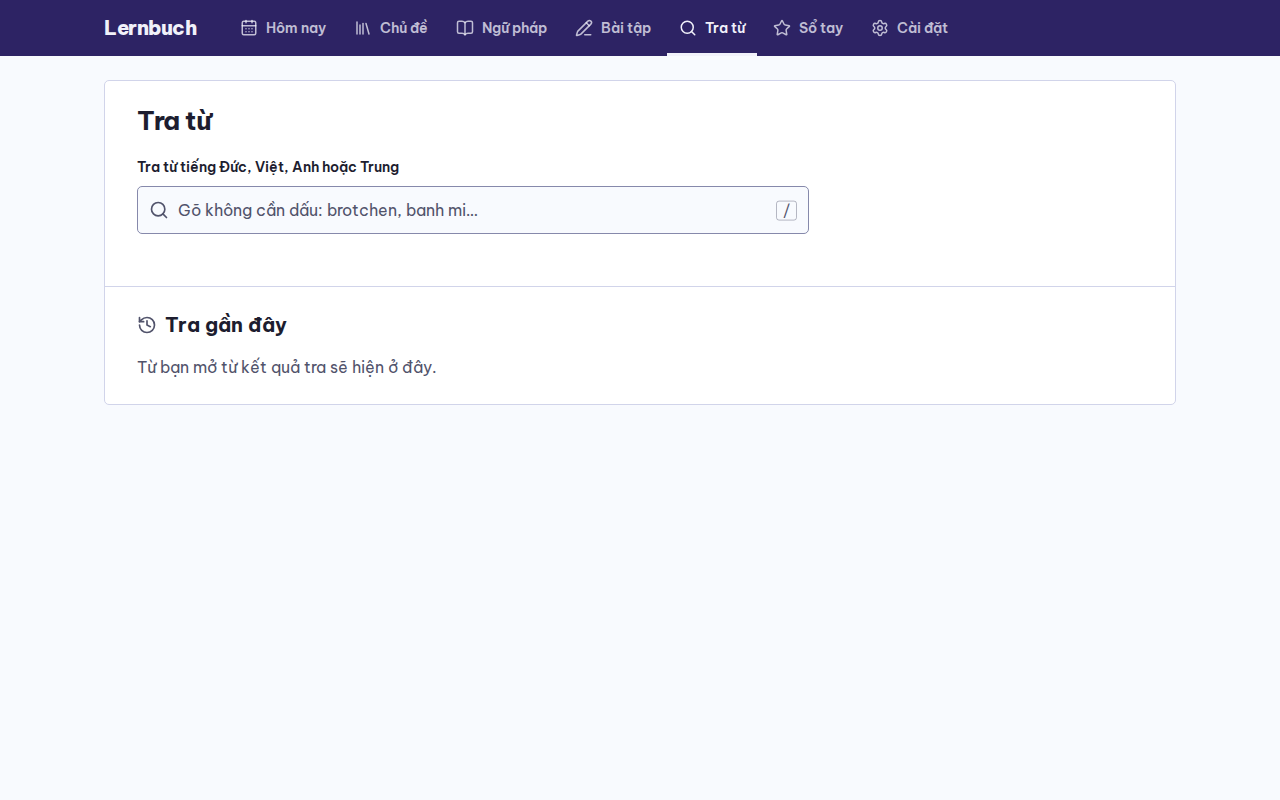 Lernbuch
Hôm nay
Chủ đề
Ngữ pháp
Bài tập
Tra từ
Sổ tay
Cài đặt
Tra từ
Tra từ tiếng Đức, Việt, Anh hoặc Trung
Gõ không cần dấu: brotchen, banh mi...
/
Tra gần đây
Từ bạn mở từ kết quả tra sẽ hiện ở đây.